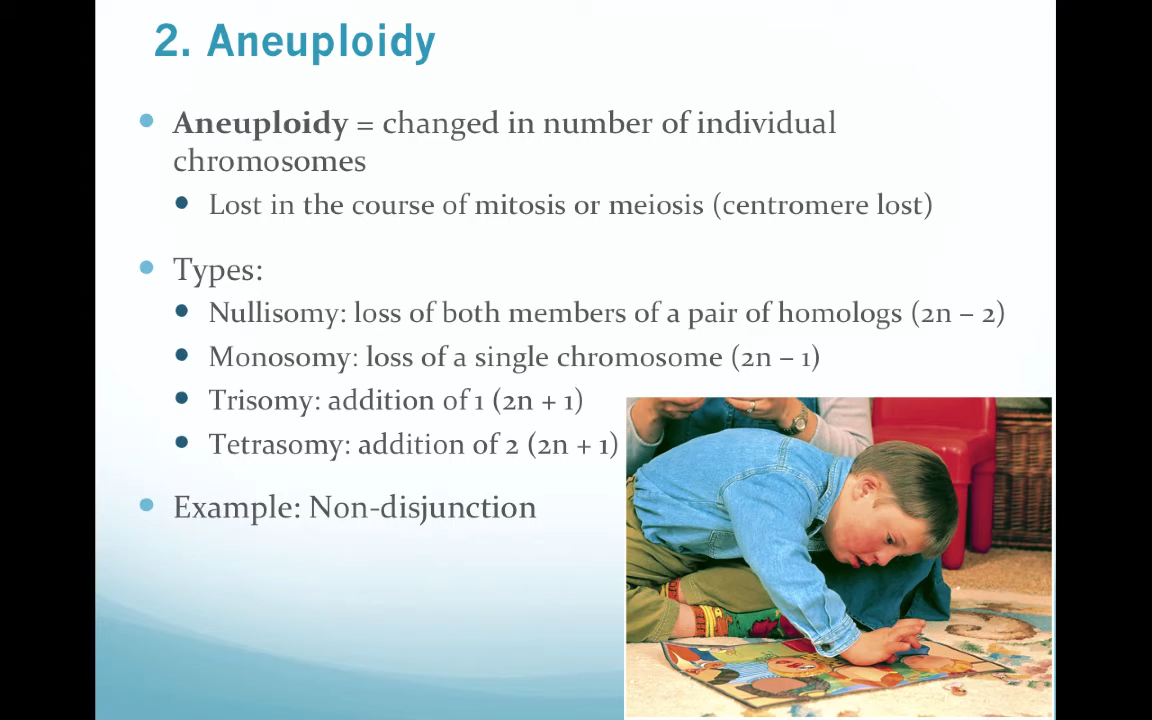 2. Aneuploidy
Aneuploidy = changed in number of individual
chromosomes
Lost in the course of mitosis or meiosis (centromere lost)
Types:
Nullisomy: loss of both members of a pair of homologs (2n – 2)
Monosomy: loss of a single chromosome (2n – 1)
Trisomy: addition of 1 (2n + 1)
Tetrasomy: addition of 2 (2n + 1)
Example: Non-disjunction